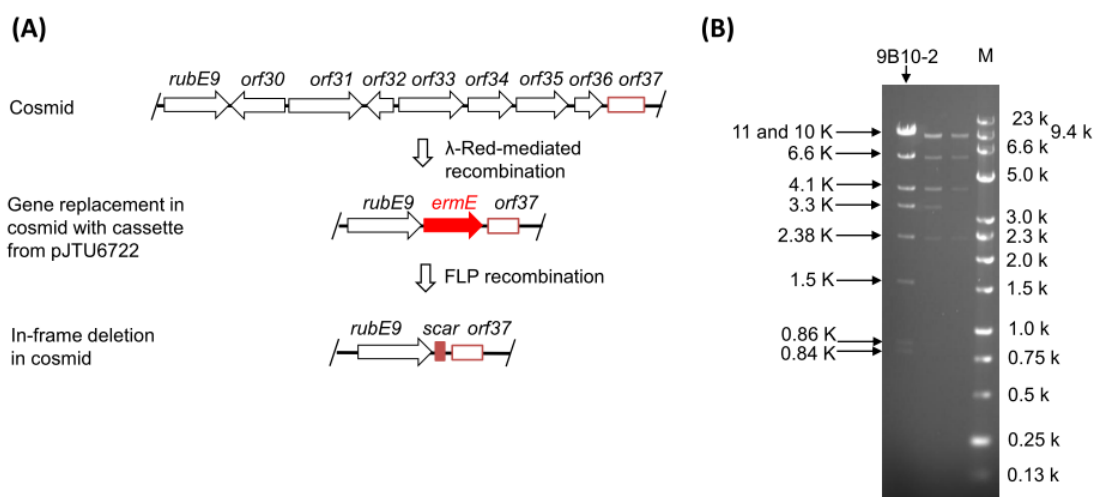 (A)
rubE9 orf30 orf31 orf32 orf33 orf34 orf35 orf36 orf37
Cosmid
λ-Red-mediated
recombination
Gene replacement in
cosmid with cassette
from pJTU6722
rubE9 ermE orf37
FLP recombination
In-frame deletion
in cosmid
rubE9 scar orf37
(B)
9B10-2 M
11 and 10 K
6.6 K
4.1 K
3.3 K
2.38 K
1.5 K
0.86 K
0.84 K
23 k
9.4 k
6.6 k
5.0 k
3.0 k
2.3 k
2.0 k
1.5 k
1.0 k
0.75 k
0.5 k
0.25 k
0.13 k